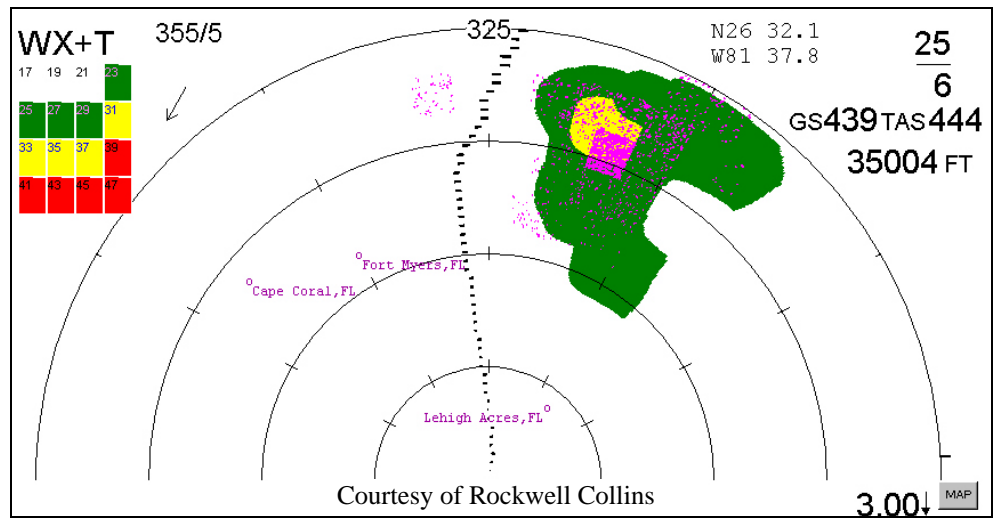 WX+T
355/5
325
N26 32.1
W81 37.8
25
6
17 19 21 23
25 27 29 31
33 35 37 39
41 43 45 47
GS439TAS444
35004 FT
Fort Myers,FL
Cape Coral,FL
Lehigh Acres,FL
Courtesy of Rockwell Collins
3.00↓
MAP